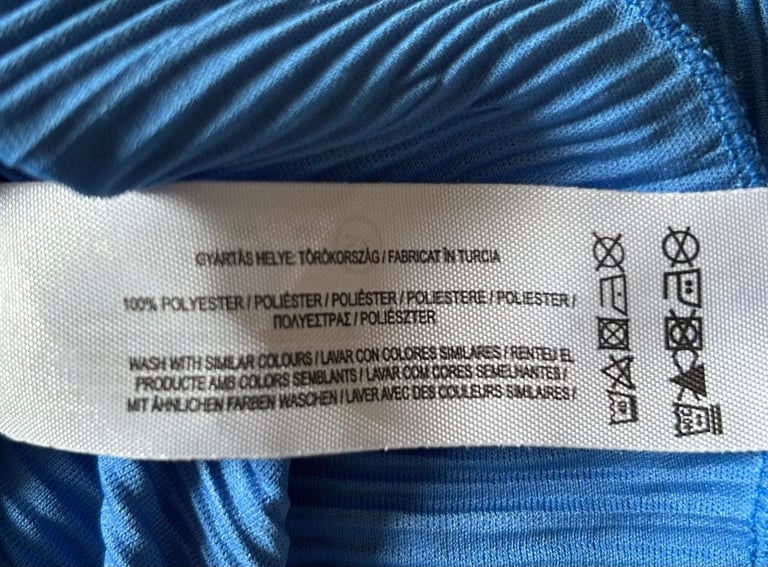 GYÁRTÁS HELYE: TÖRÖKORSZÁG / FABRICAT ÎN TURCIA
100% POLYESTER / POLIÉSTER / POLIÈSTER / POLIESTERE / POLIESTER /
ΠΟΛΥΕΣΤΡΑΣ / POLIÉSZTER
WASH WITH SIMILAR COLOURS / LAVAR CON COLORES SIMILARES / RENTEU EL
PRODUCTE AMB COLORS SEMBLANTS / LAVAR COM CORES SEMELHANTES /
MIT ÄHNLICHEN FARBEN WASCHEN / LAVER AVEC DES COULEURS SIMILAIRES /